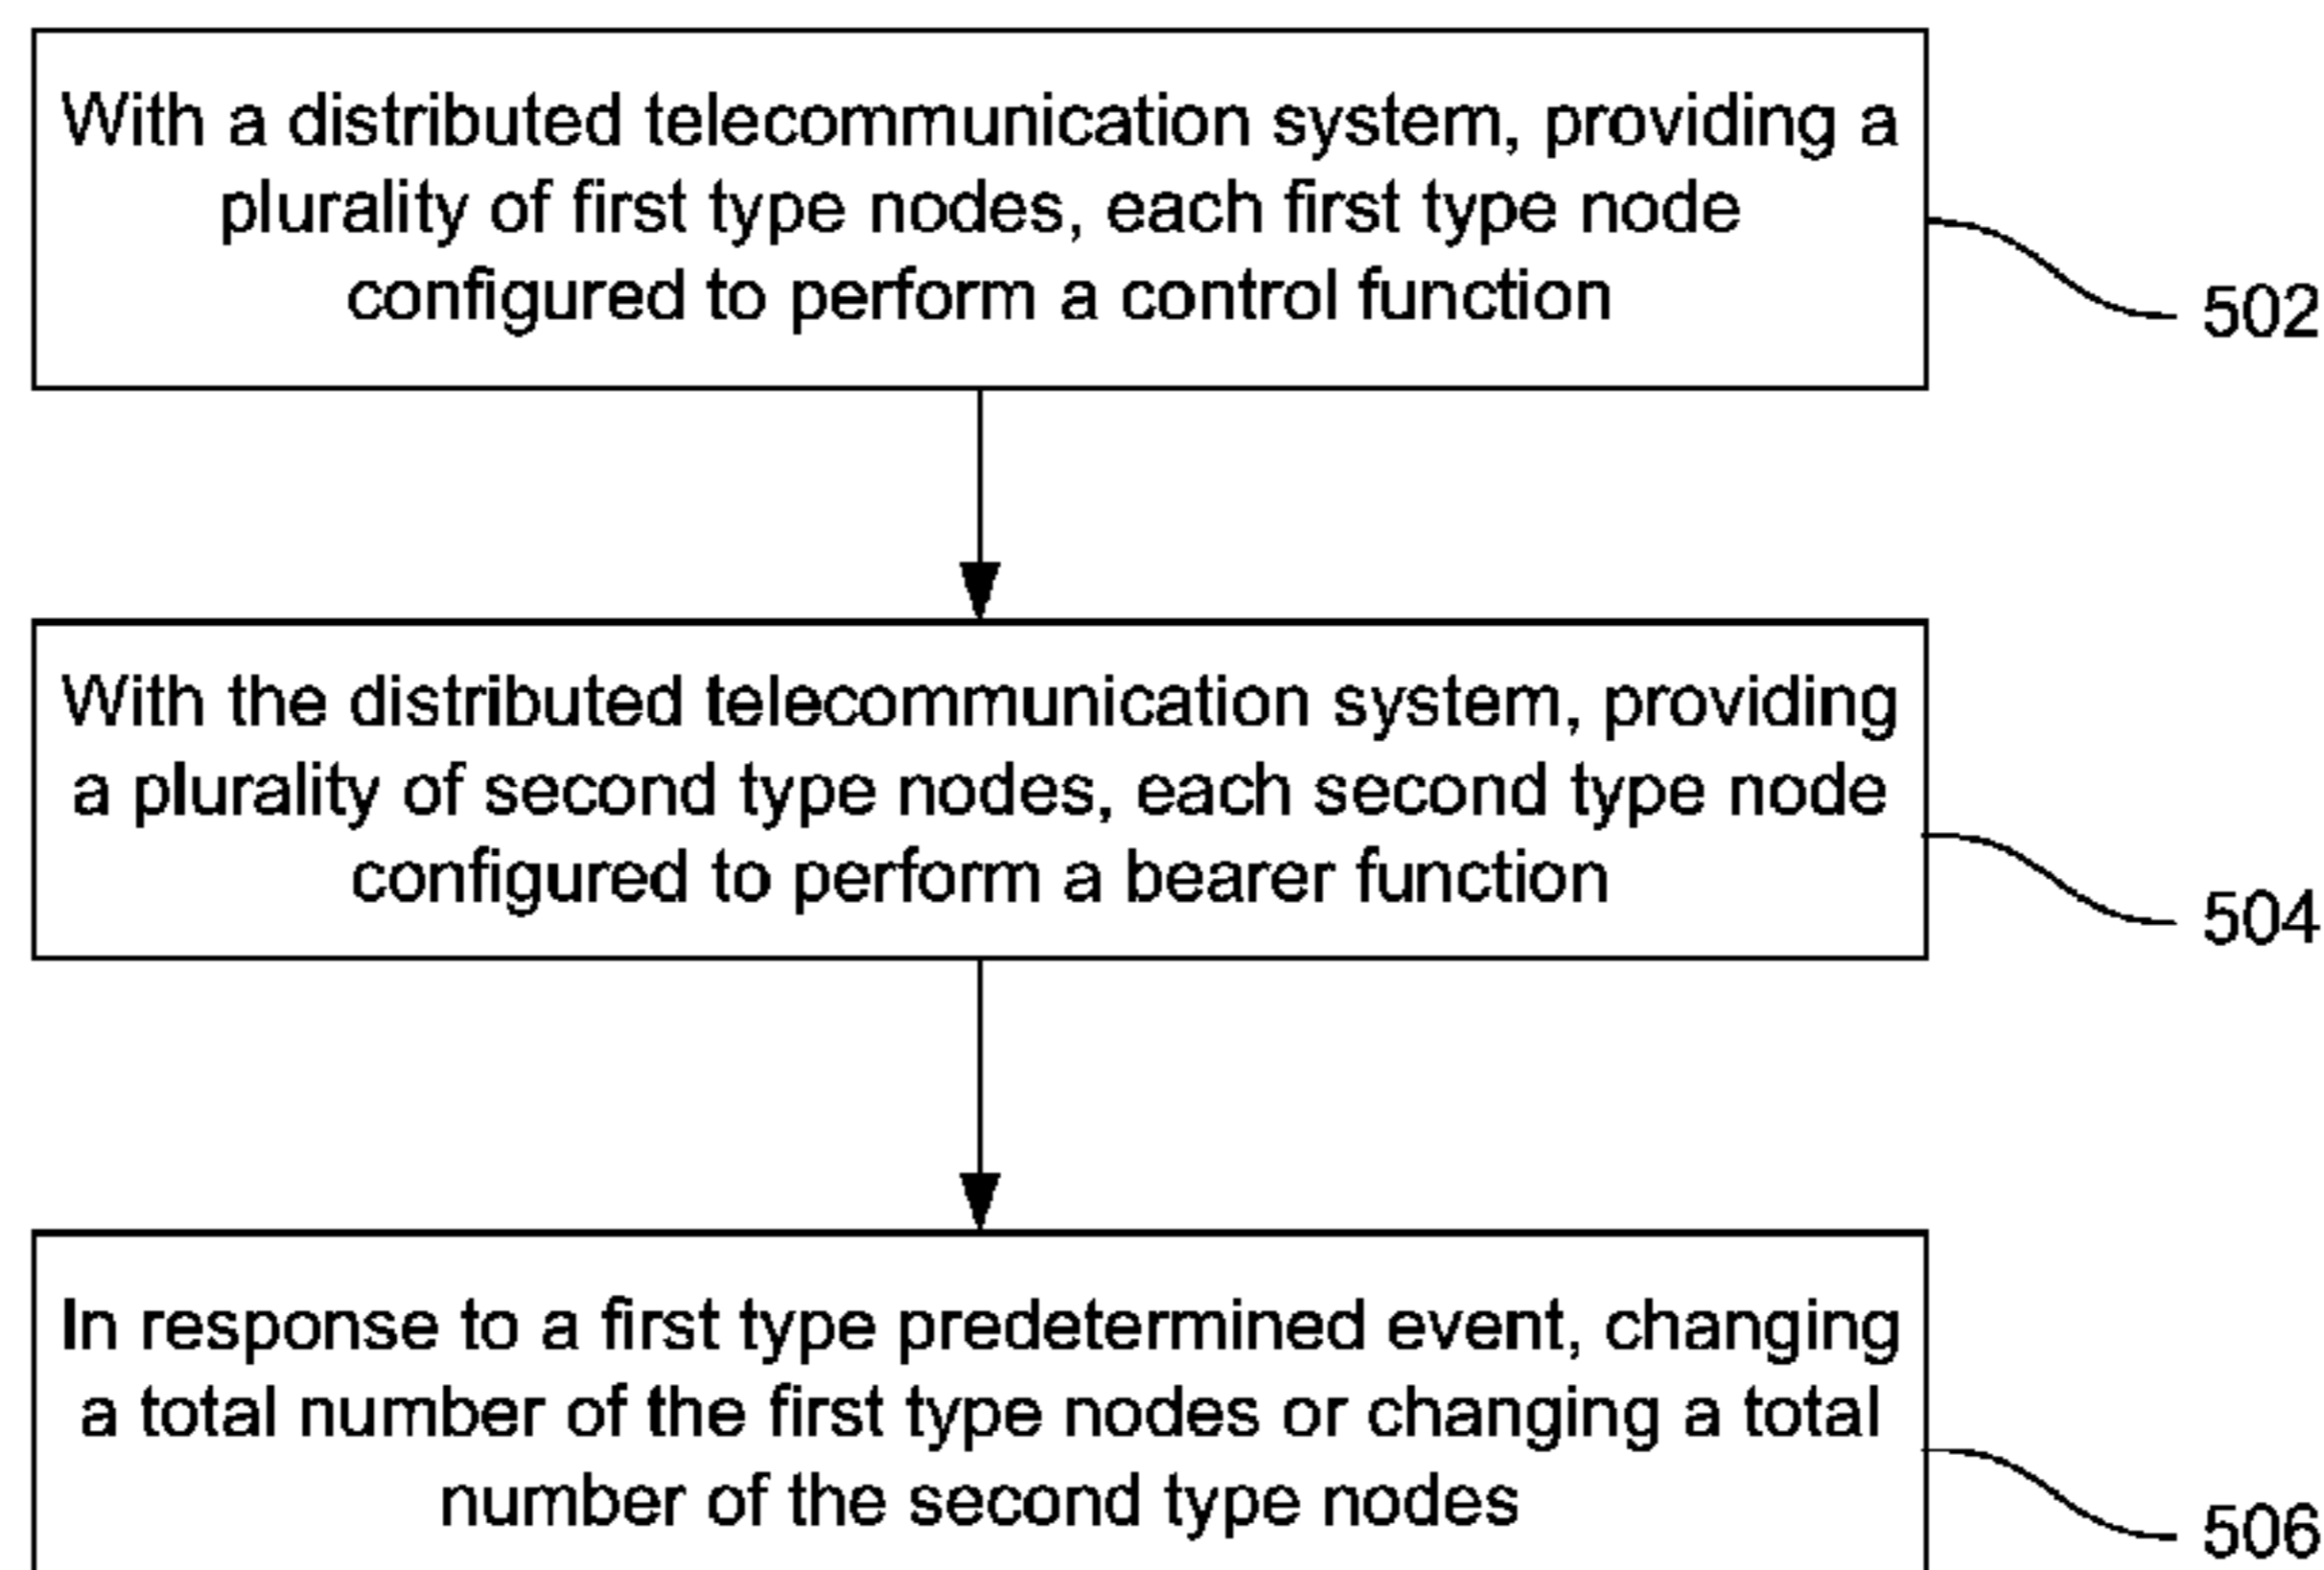 With a distributed telecommunication system, providing a
plurality of first type nodes, each first type node
configured to perform a control function
502
With the distributed telecommunication system, providing
a plurality of second type nodes, each second type node
configured to perform a bearer function
504
In response to a first type predetermined event, changing
a total number of the first type nodes or changing a total
number of the second type nodes
506